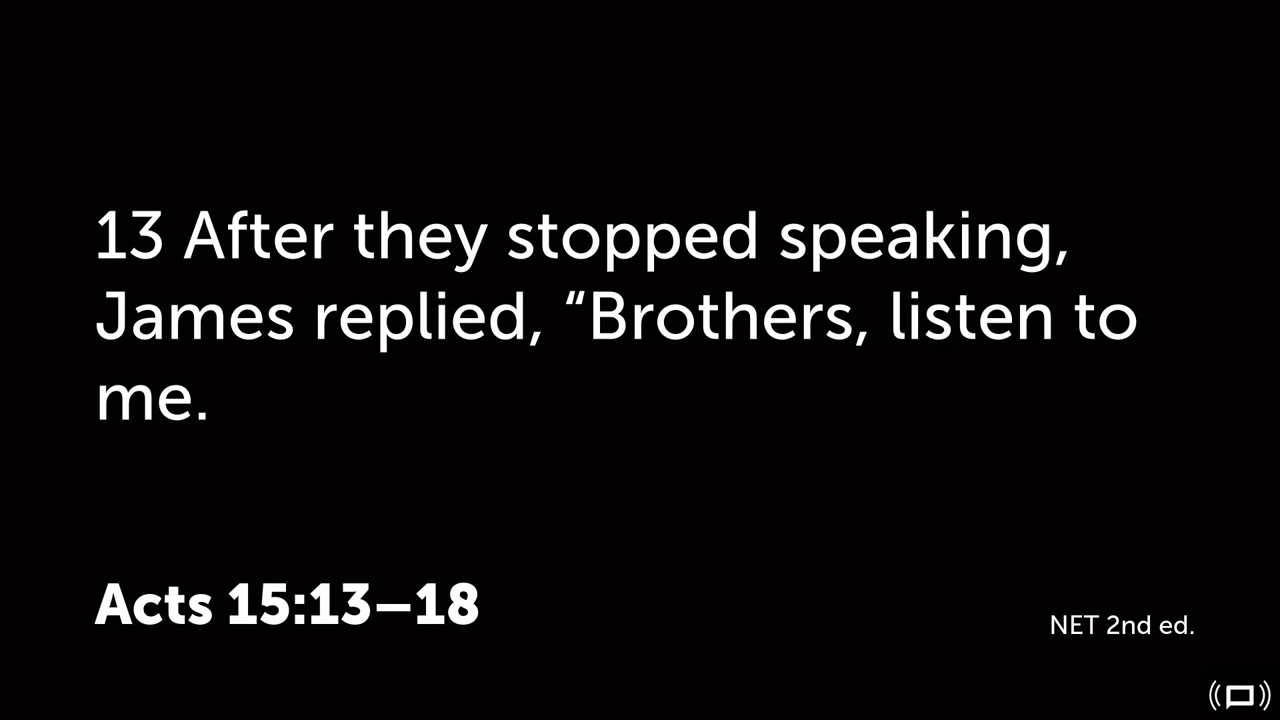 13 After they stopped speaking,
James replied, “Brothers, listen to
me.
Acts 15:13–18
NET 2nd ed.